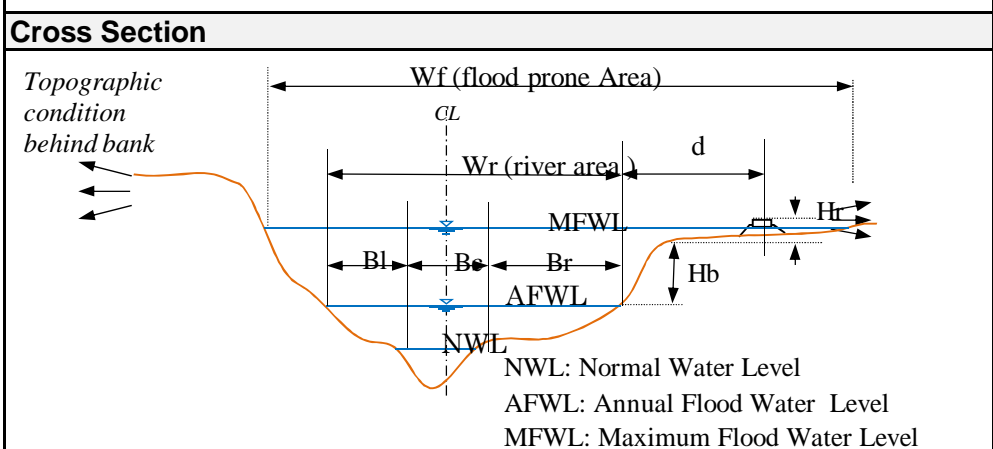 Cross Section
Topographic
condition
behind bank
Wf (flood prone Area)
CL
d
Wr (river area )
Hr
MFWL
Bl
Bc
Br
Hb
AFWL
NWL
NWL: Normal Water Level
AFWL: Annual Flood Water Level
MFWL: Maximum Flood Water Level